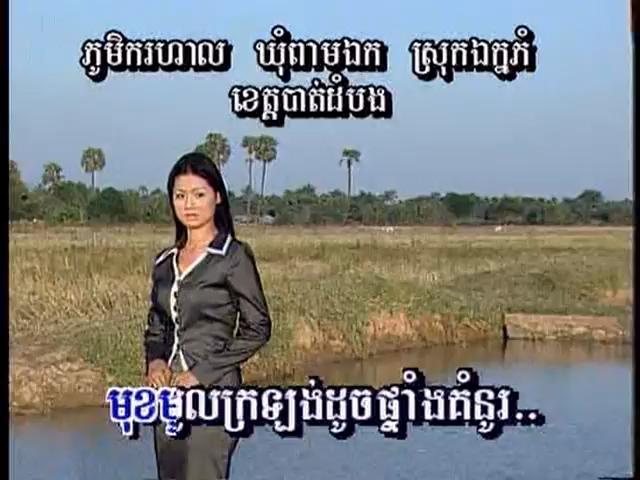 ភូមិករហាល ឃុំពាមឯក ស្រុកឯកភ្នំ
ខេត្តបាត់ដំបង
មុខមូលក្រឡង់ដូចផ្ទាំងគំនូរ..